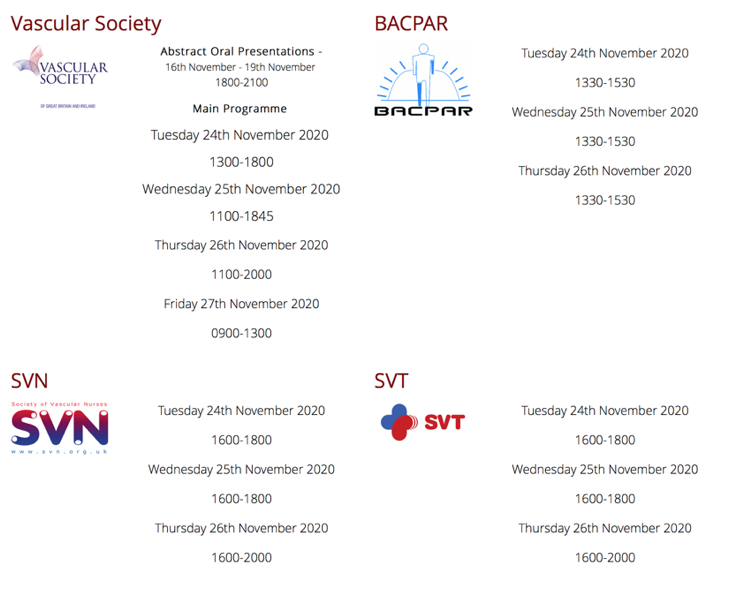 Vascular Society
VASCULAR
SOCIETY
OF GREAT BRITAIN AND IRELAND
Abstract Oral Presentations -
16th November - 19th November
1800-2100
Main Programme
Tuesday 24th November 2020
1300-1800
Wednesday 25th November 2020
1100-1845
Thursday 26th November 2020
1100-2000
Friday 27th November 2020
0900-1300
BACPAR
BACPAR
Tuesday 24th November 2020
1330-1530
Wednesday 25th November 2020
1330-1530
Thursday 26th November 2020
1330-1530
SVN
Society of Vascular Nurses
SVN
www.svn.org.uk
Tuesday 24th November 2020
1600-1800
Wednesday 25th November 2020
1600-1800
Thursday 26th November 2020
1600-2000
SVT
SVT
Tuesday 24th November 2020
1600-1800
Wednesday 25th November 2020
1600-1800
Thursday 26th November 2020
1600-2000